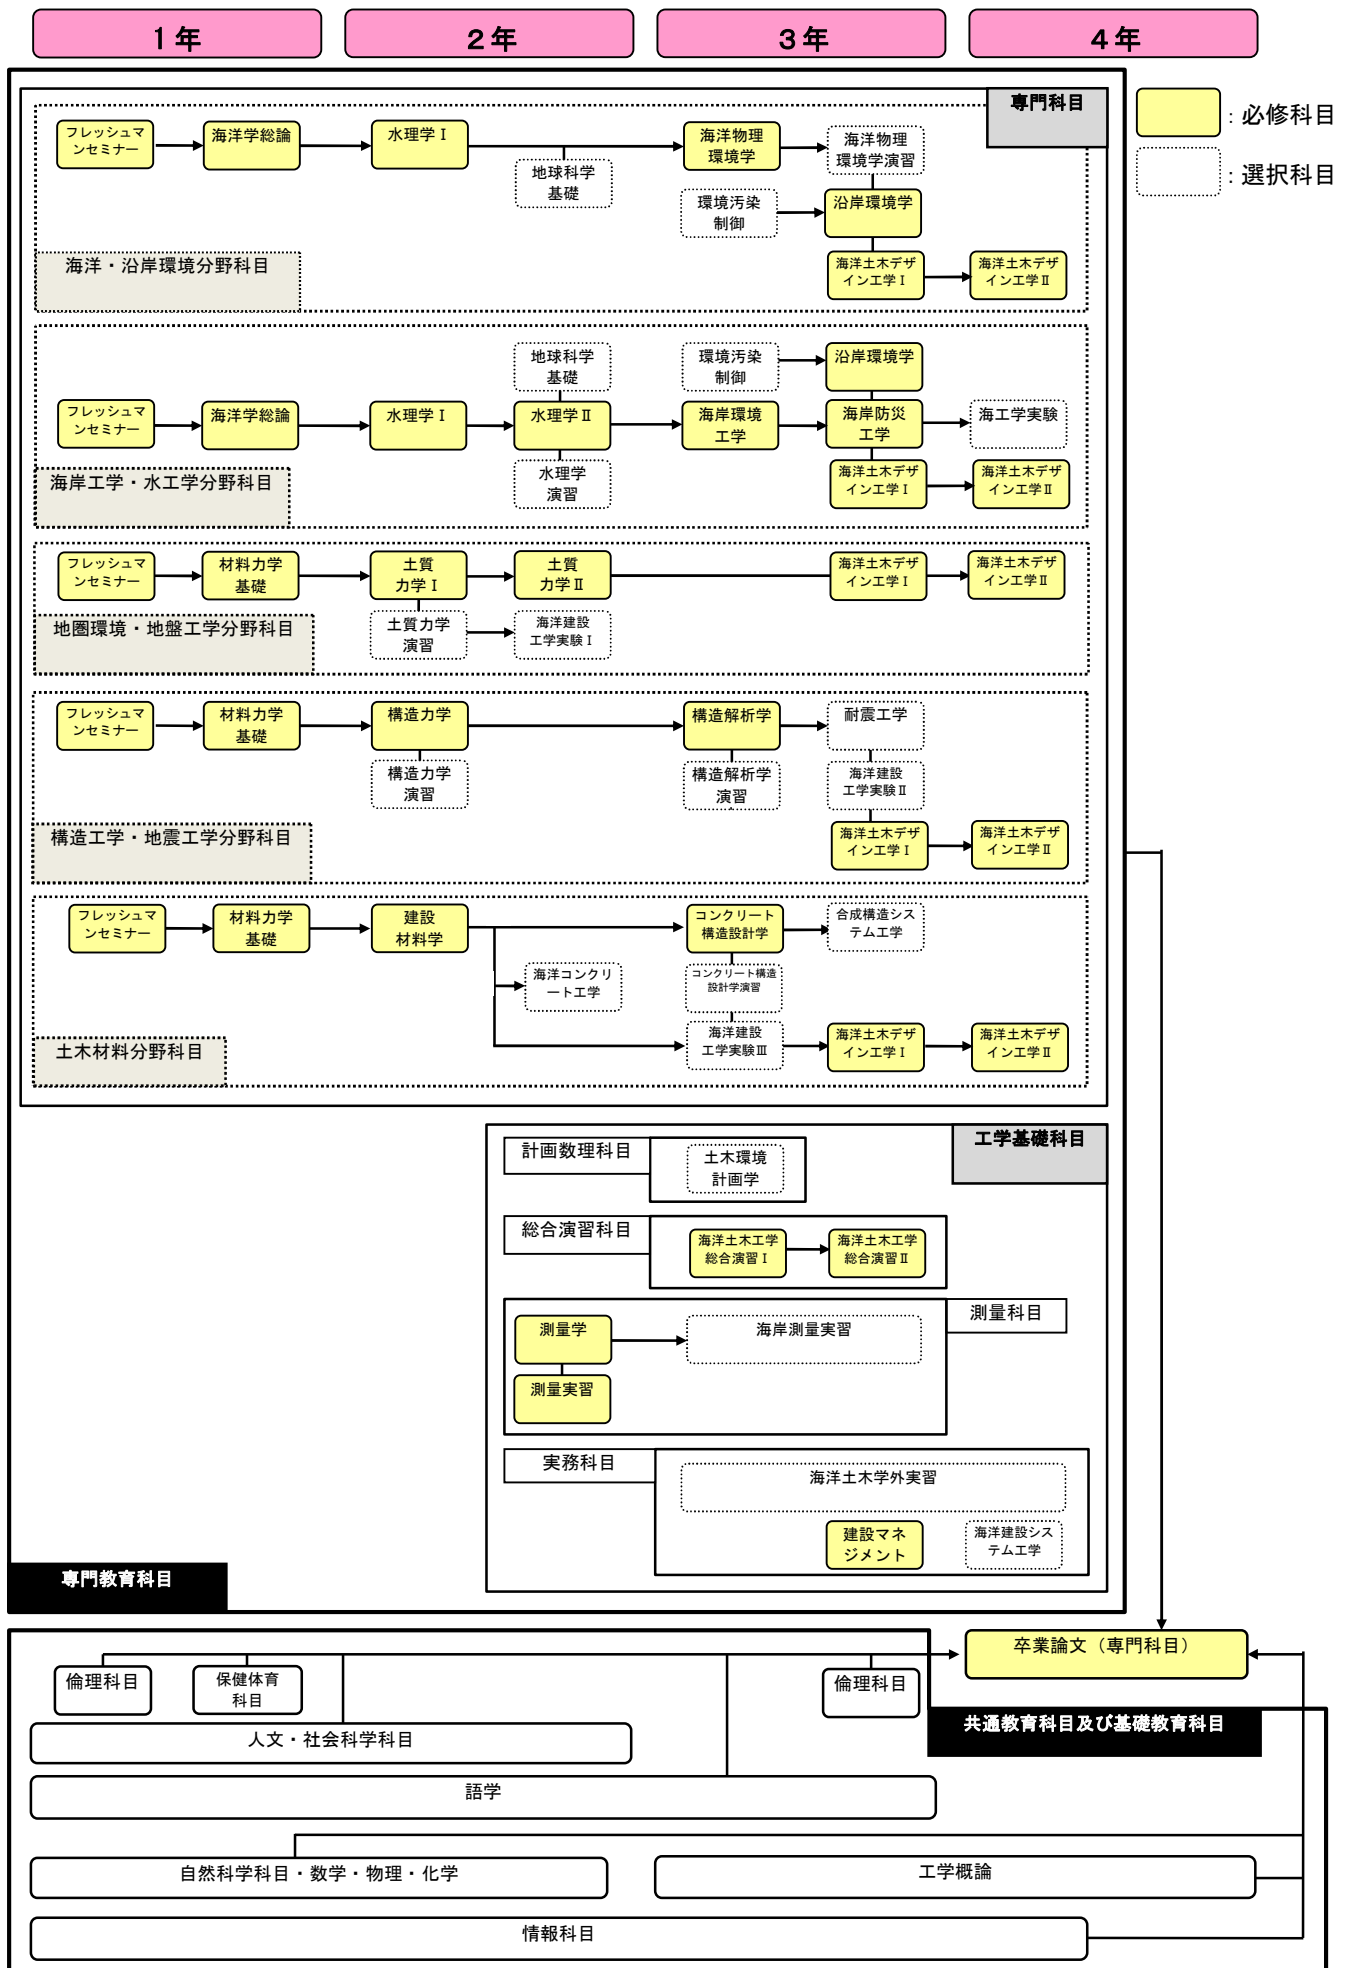 1年
2年
3年
4年
専門科目
：必修科目
：選択科目
フレッシュマ
ンセミナー
海洋学総論
水理学Ⅰ
地球科学
基礎
海洋物理
環境学
海洋物理
環境学演習
環境汚染
制御
沿岸環境学
海洋・沿岸環境分野科目
海洋土木デザ
イン工学Ⅰ
海洋土木デザ
イン工学Ⅱ
地球科学
基礎
環境汚染
制御
沿岸環境学
フレッシュマ
ンセミナー
海洋学総論
水理学Ⅰ
水理学Ⅱ
海岸環境
工学
海岸防災
工学
海工学実験
海岸工学・水工学分野科目
水理学
演習
海洋土木デザ
イン工学Ⅰ
海洋土木デザ
イン工学Ⅱ
フレッシュマ
ンセミナー
材料力学
基礎
土質
力学Ⅰ
土質
力学Ⅱ
海洋土木デザ
イン工学Ⅰ
海洋土木デザ
イン工学Ⅱ
地圏環境・地盤工学分野科目
土質力学
演習
海洋建設
工学実験Ⅰ
フレッシュマ
ンセミナー
材料力学
基礎
構造力学
構造解析学
耐震工学
構造力学
演習
構造解析学
演習
海洋建設
工学実験Ⅱ
構造工学・地震工学分野科目
海洋土木デザ
イン工学Ⅰ
海洋土木デザ
イン工学Ⅱ
フレッシュマ
ンセミナー
材料力学
基礎
建設
材料学
コンクリート
構造設計学
合成構造シス
テム工学
海洋コンクリ
ート工学
コンクリート構造
設計学演習
土木材料分野科目
海洋建設
工学実験Ⅲ
海洋土木デザ
イン工学Ⅰ
海洋土木デザ
イン工学Ⅱ
工学基礎科目
計画数理科目
土木環境
計画学
総合演習科目
海洋土木工学
総合演習Ⅰ
海洋土木工学
総合演習Ⅱ
測量科目
測量学
海岸測量実習
測量実習
実務科目
海洋土木学外実習
建設マネ
ジメント
海洋建設シス
テム工学
専門教育科目
卒業論文（専門科目）
倫理科目
保健体育
科目
倫理科目
共通教育科目及び基礎教育科目
人文・社会科学科目
語学
自然科学科目・数学・物理・化学
工学概論
情報科目